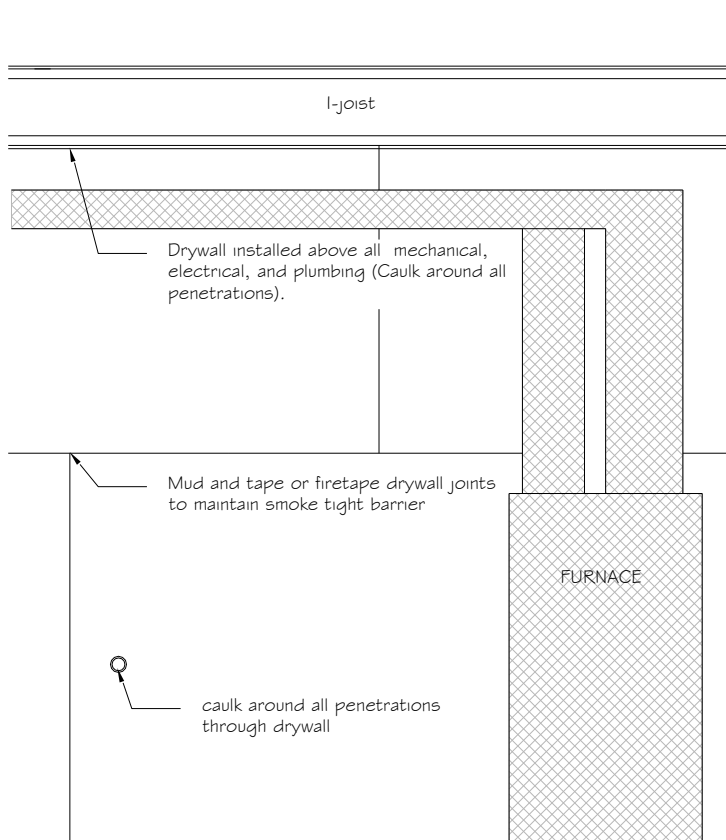 I-joist
Drywall installed above all mechanical,
electrical, and plumbing (Caulk around all
penetrations).
Mud and tape or firetape drywall joints
to maintain smoke tight barrier
FURNACE
caulk around all penetrations
through drywall